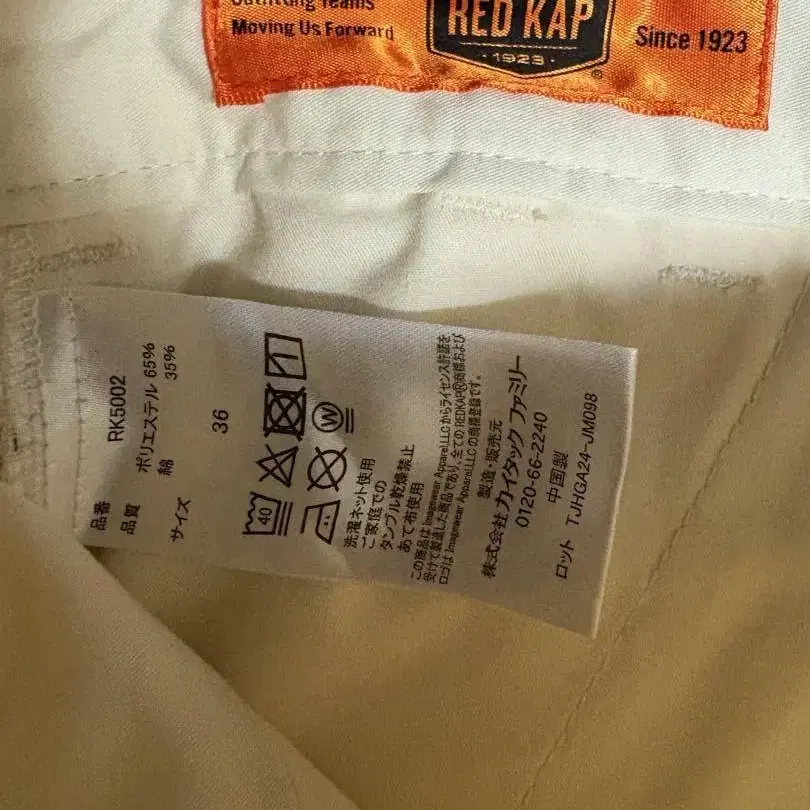 Outfitting Teams
Moving Us Forward
RED KAP
·1923·
®
Since 1923
品番 RK5002
品質 ポリエステル 65%
綿 35%
サイズ 36
40
W
洗濯ネット使用
ご家庭での
タンブル乾燥禁止
あて布使用
この商品は Imagewear Apparel,LLC からライセンス許諾を
受けて製造した商品であり、全ての REDKAP®商標および
ロゴは Imagewear Apparel,LLC の商標登録です。
製造・販売元
株式会社 カイタック ファミリー
0120-66-2240
中国製
ロット TJHGA24-JM098